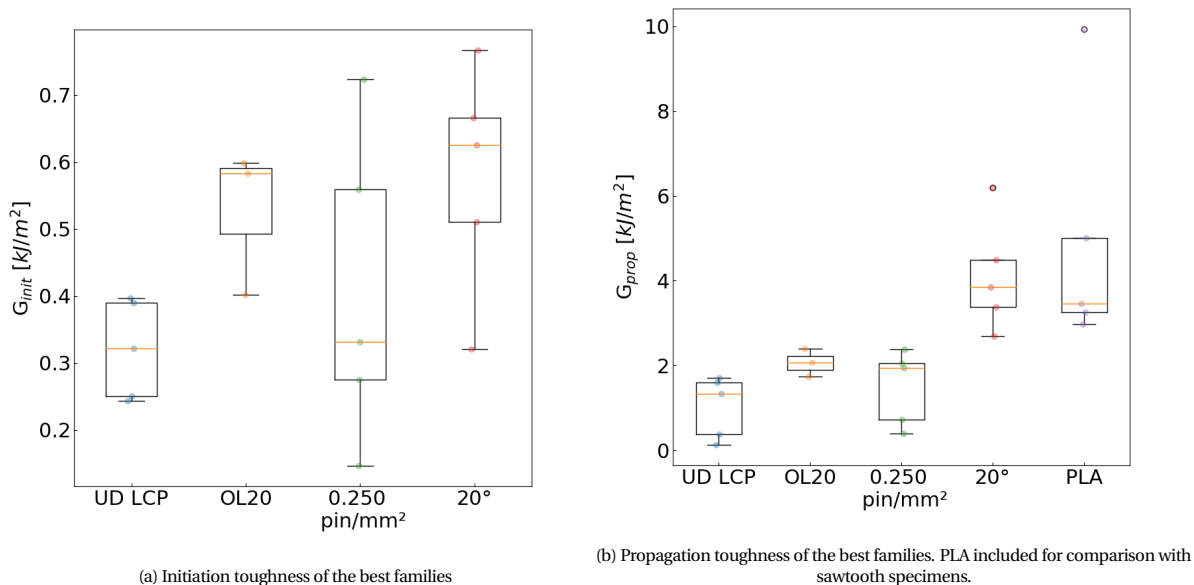 0.7
0.6
0.5
0.4
0.3
0.2
G_init [kJ/m²]
UD LCP
OL20
0.250
pin/mm²
20°
(a) Initiation toughness of the best families
10
8
6
4
2
0
G_prop [kJ/m²]
UD LCP
OL20
0.250
pin/mm²
20°
PLA
(b) Propagation toughness of the best families. PLA included for comparison with
sawtooth specimens.